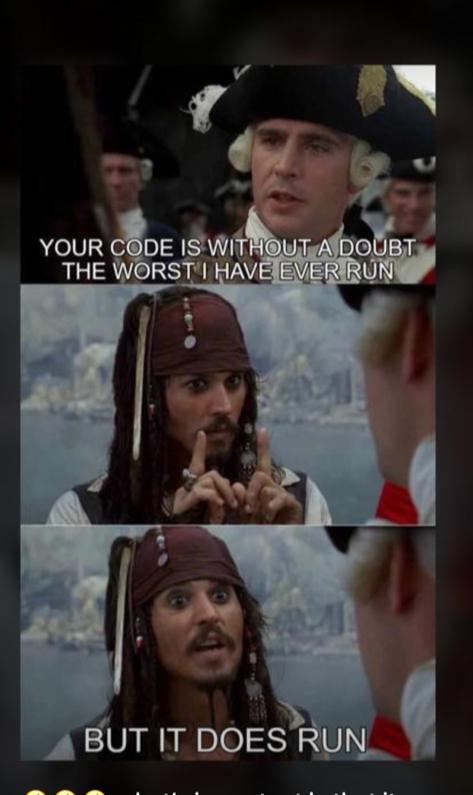 YOUR CODE IS WITHOUT A DOUBT
THE WORST I HAVE EVER RUN
BUT IT DOES RUN